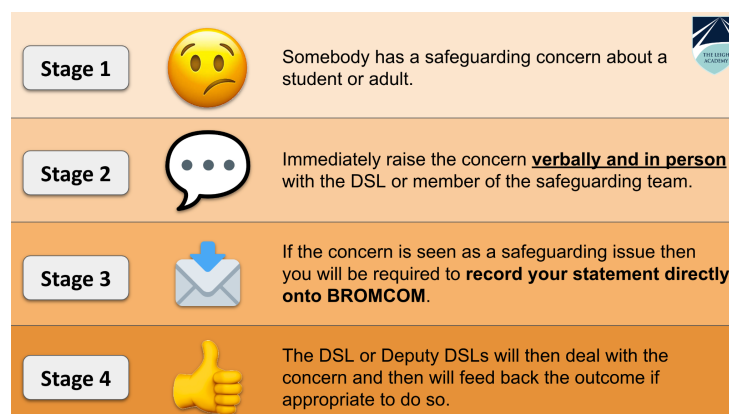 Stage 1
Somebody has a safeguarding concern about a
student or adult.
THE LEIGH
ACADEMY
Stage 2
Immediately raise the concern verbally and in person
with the DSL or member of the safeguarding team.
Stage 3
If the concern is seen as a safeguarding issue then
you will be required to record your statement directly
onto BROMCOM.
Stage 4
The DSL or Deputy DSLs will then deal with the
concern and then will feed back the outcome if
appropriate to do so.